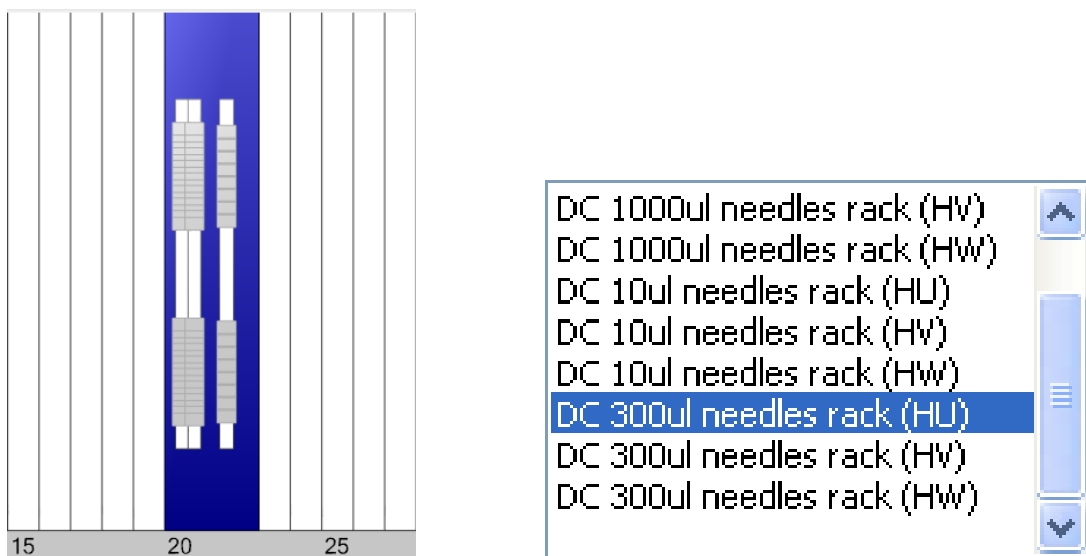 15 20 25
DC 1000ul needles rack (HV)
DC 1000ul needles rack (HW)
DC 10ul needles rack (HU)
DC 10ul needles rack (HV)
DC 10ul needles rack (HW)
DC 300ul needles rack (HU)
DC 300ul needles rack (HV)
DC 300ul needles rack (HW)